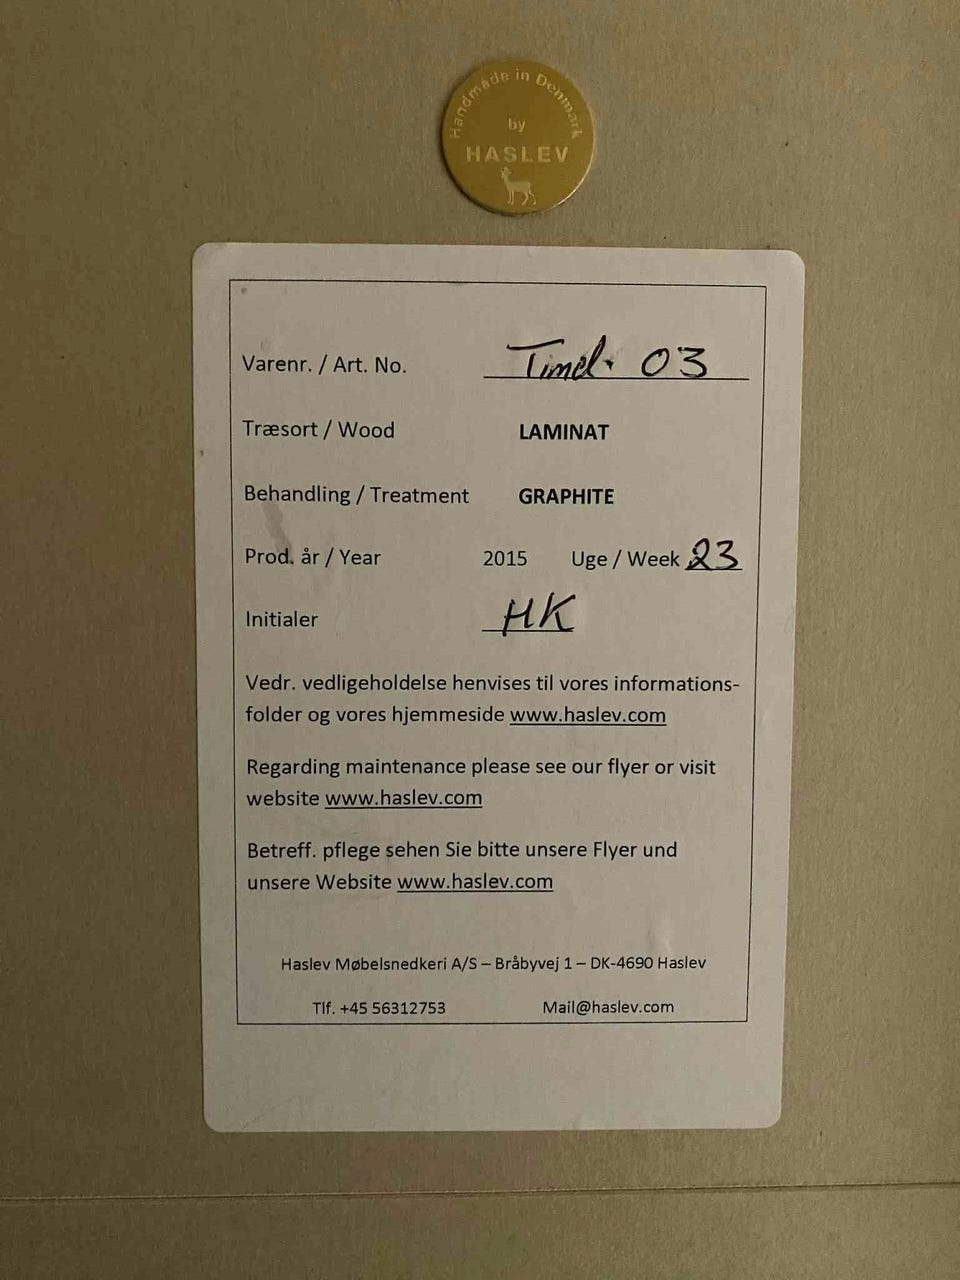 Handmade in Denmark
by
HASLEV
Varenr. / Art. No. Timel. 03
Træsort / Wood LAMINAT
Behandling / Treatment GRAPHITE
Prod. år / Year 2015 Uge / Week 23
Initialer HK
Vedr. vedligeholdelse henvises til vores informations-
folder og vores hjemmeside www.haslev.com
Regarding maintenance please see our flyer or visit
website www.haslev.com
Betreff. pflege sehen Sie bitte unsere Flyer und
unsere Website www.haslev.com
Haslev Møbelsnedkeri A/S – Bråbyvej 1 – DK-4690 Haslev
Tlf. +45 56312753 Mail@haslev.com